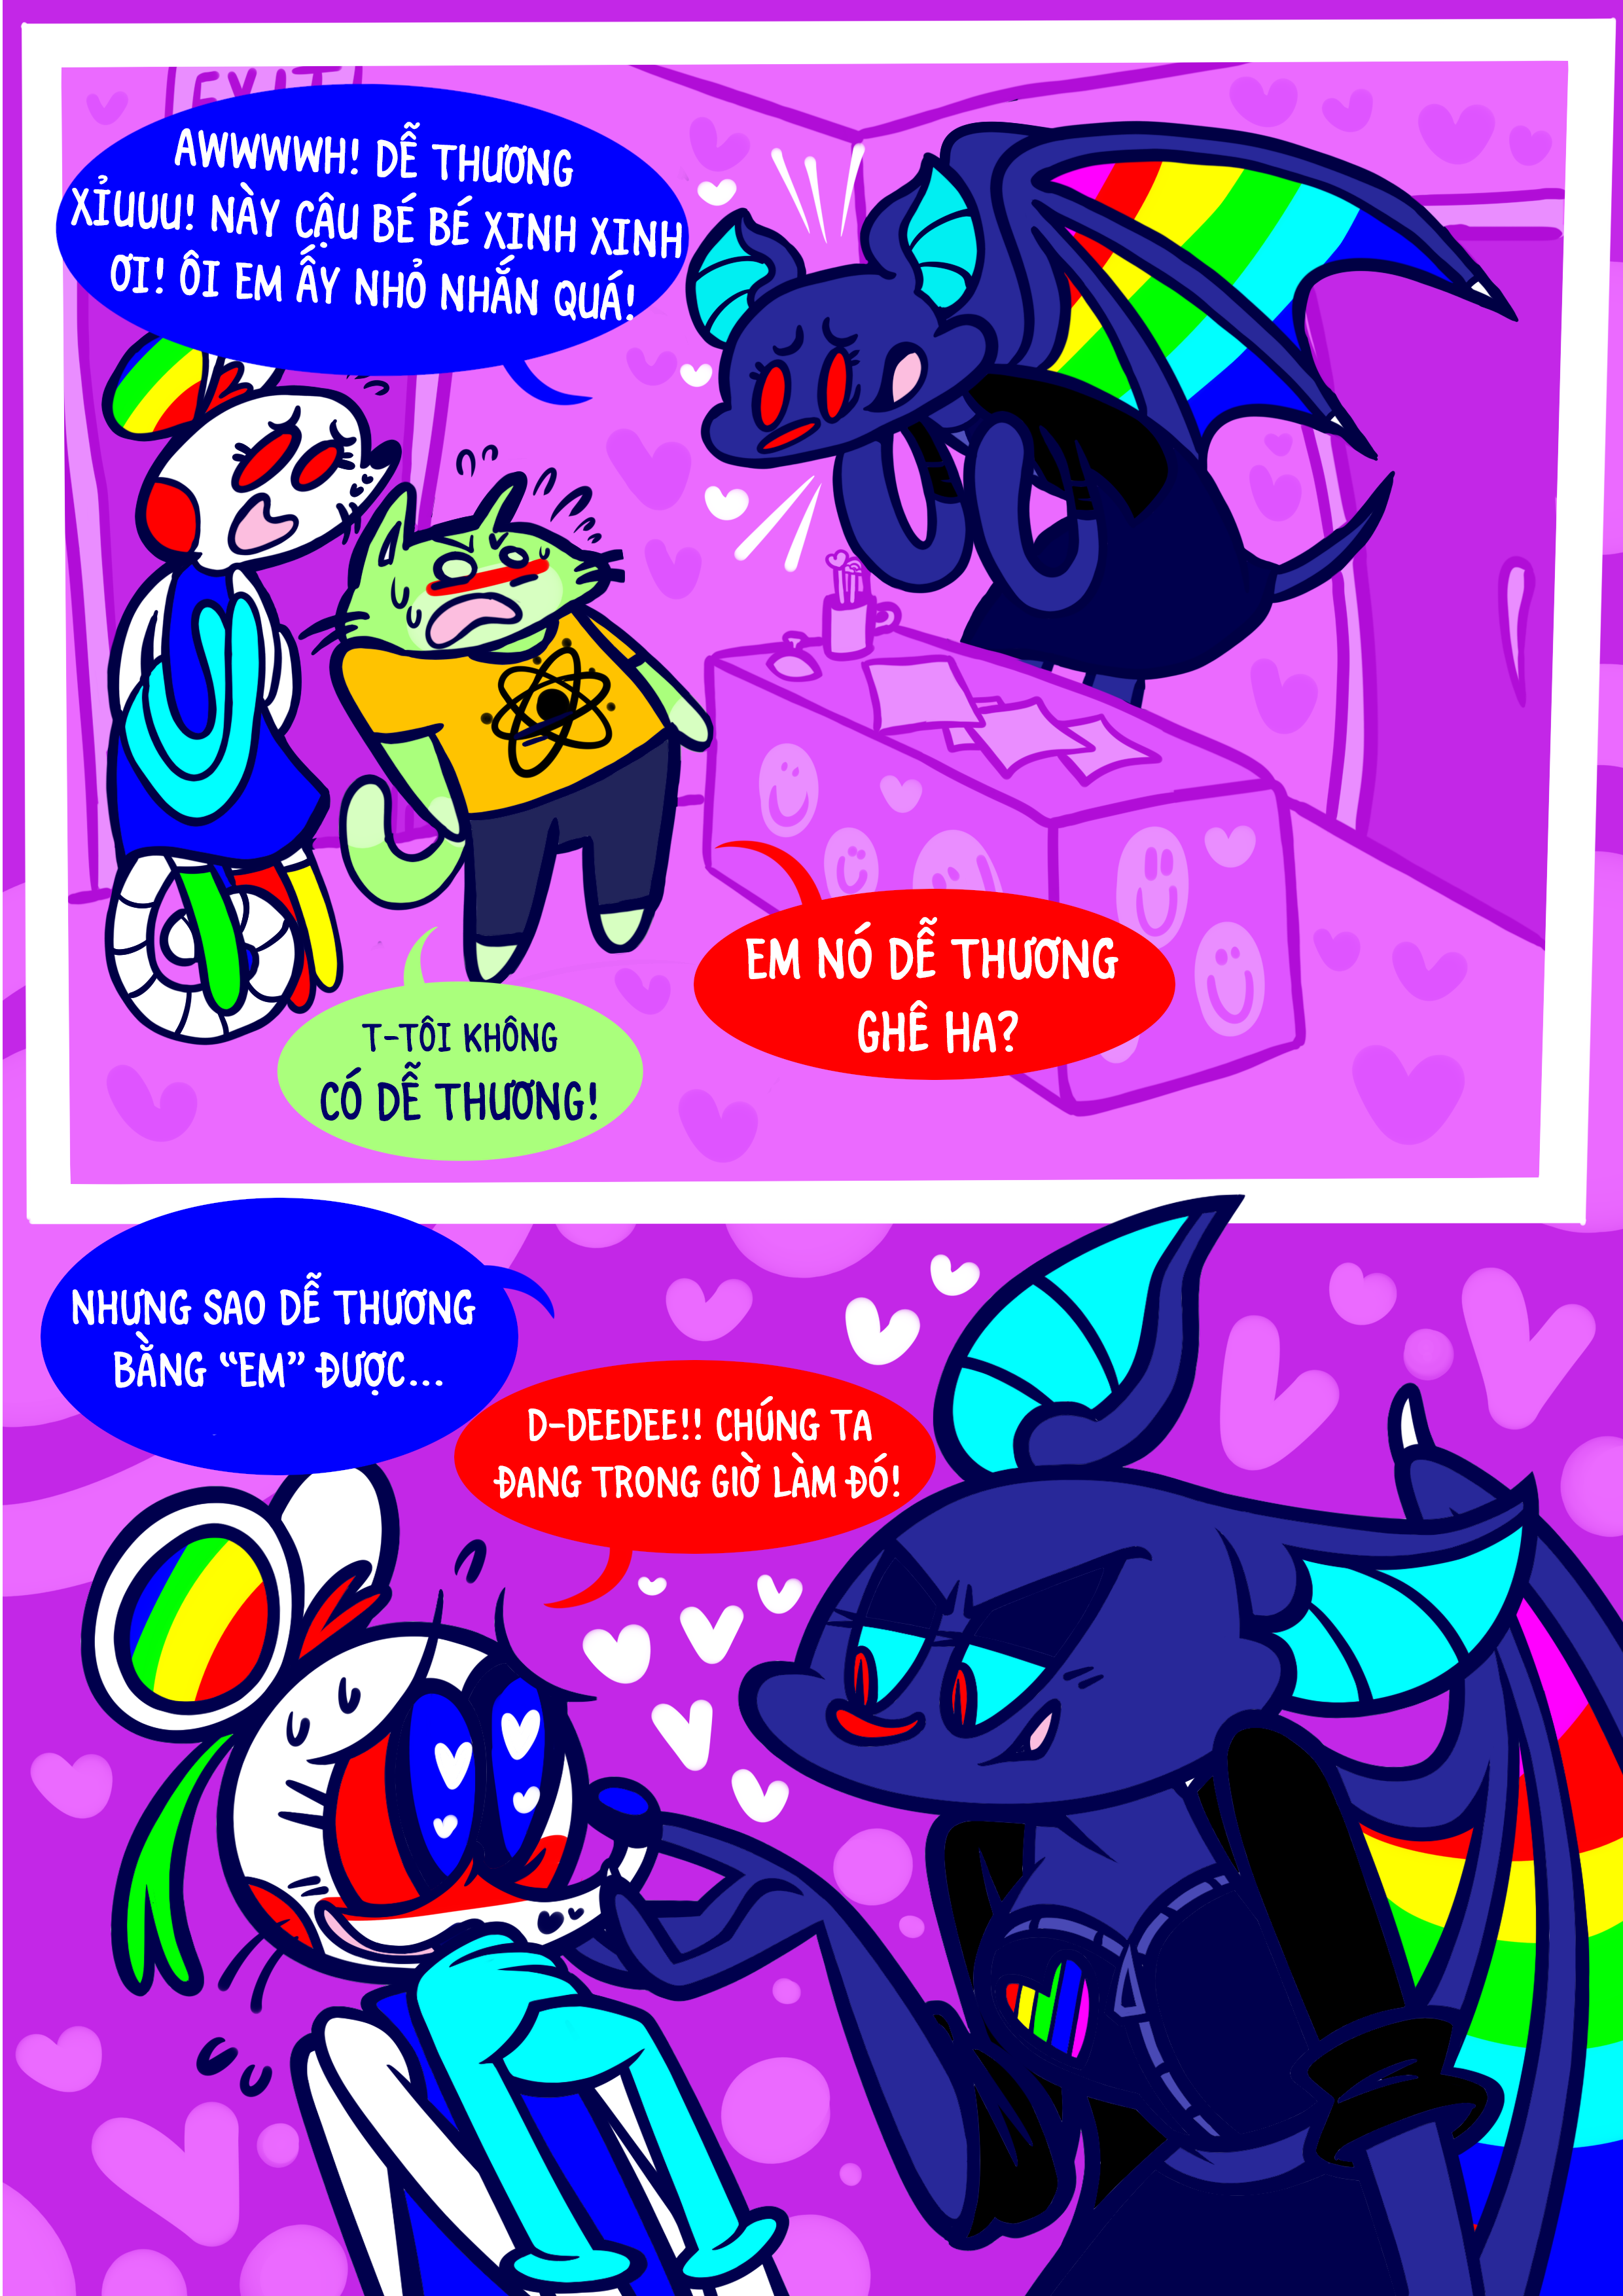 EXIT
AWWWWH! DỄ THƯƠNG
XỈUUU! NÀY CẬU BÉ BÉ XINH XINH
ƠI! ÔI EM ẤY NHỎ NHẮN QUÁ!
EM NÓ DỄ THƯƠNG
GHÊ HA?
T-TÔI KHÔNG
CÓ DỄ THƯƠNG!
NHƯNG SAO DỄ THƯƠNG
BẰNG “EM” ĐƯỢC...
D-DEEDEE!! CHÚNG TA
ĐANG TRONG GIỜ LÀM ĐÓ!